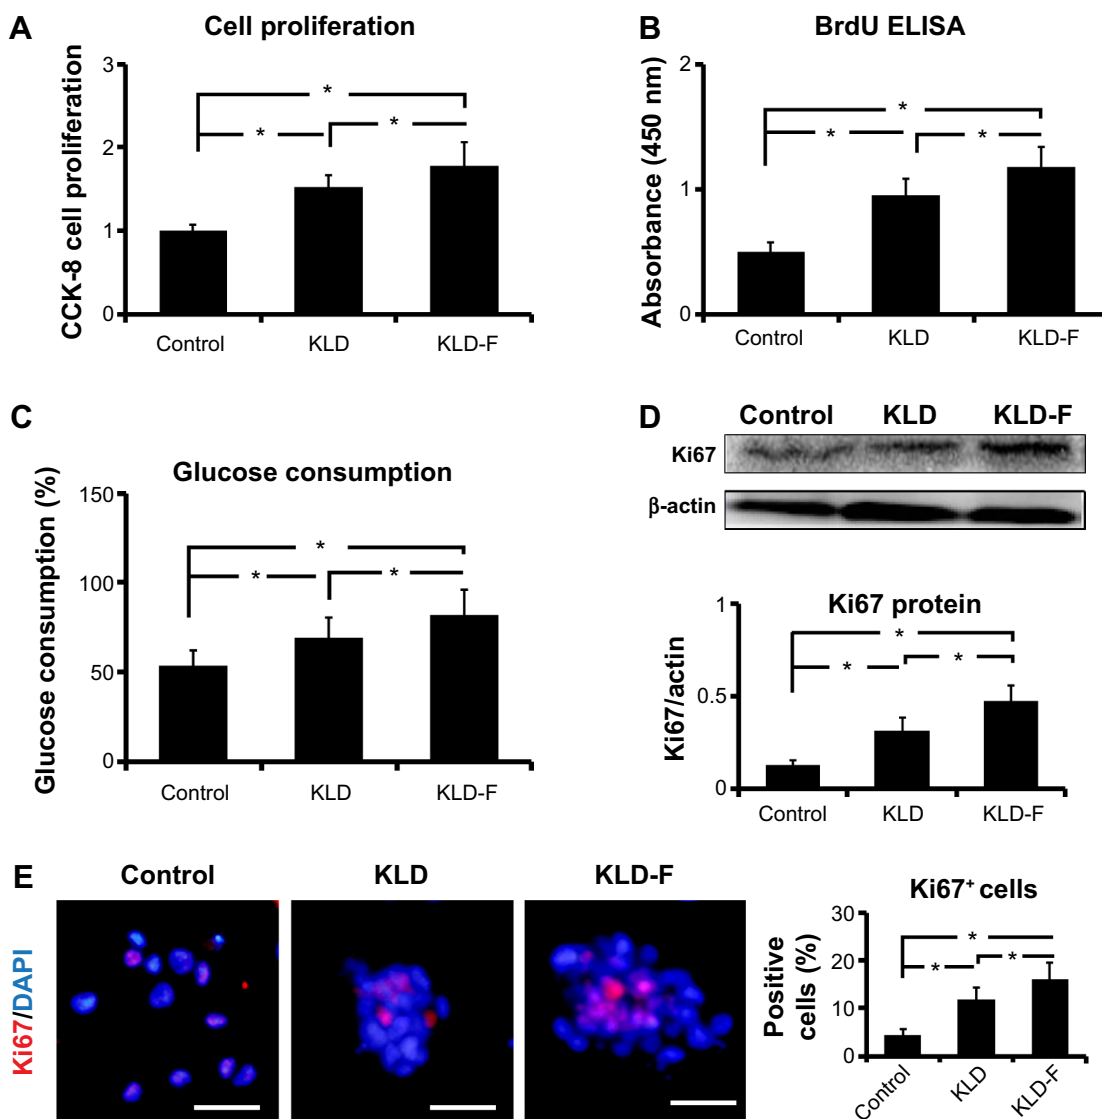 A
Cell proliferation
CCK-8 cell proliferation
3
2
1
0
* * *
Control KLD KLD-F
B
BrdU ELISA
Absorbance (450 nm)
2
1
0
* * *
Control KLD KLD-F
C
Glucose consumption
Glucose consumption (%)
150
100
50
0
* * *
Control KLD KLD-F
D
Control KLD KLD-F
Ki67
β-actin
Ki67 protein
Ki67/actin
1
0.5
0
* * *
Control KLD KLD-F
E
Control KLD KLD-F
Ki67/DAPI
Ki67⁺ cells
Positive
cells (%)
30
20
10
0
* * *
Control KLD KLD-F